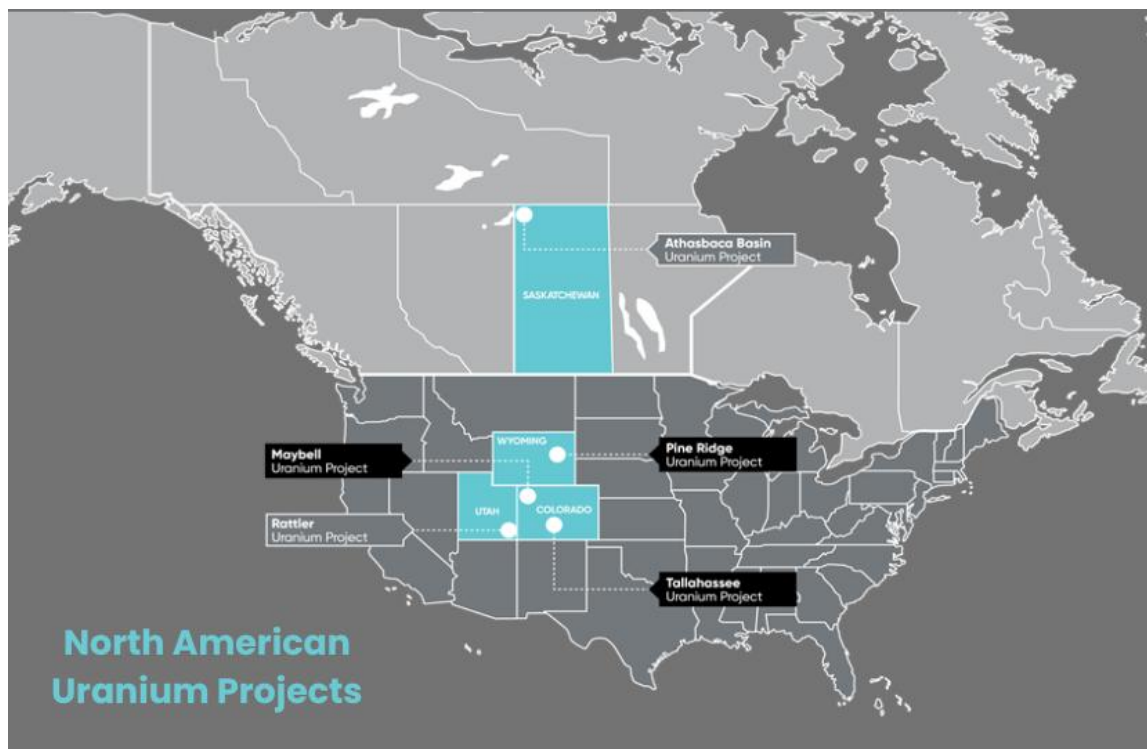 Athasbaca Basin
Uranium Project
SASKATCHEWAN
WYOMING
Maybell
Uranium Project
Pine Ridge
Uranium Project
UTAH
COLORADO
Rattler
Uranium Project
Tallahassee
Uranium Project
North American
Uranium Projects